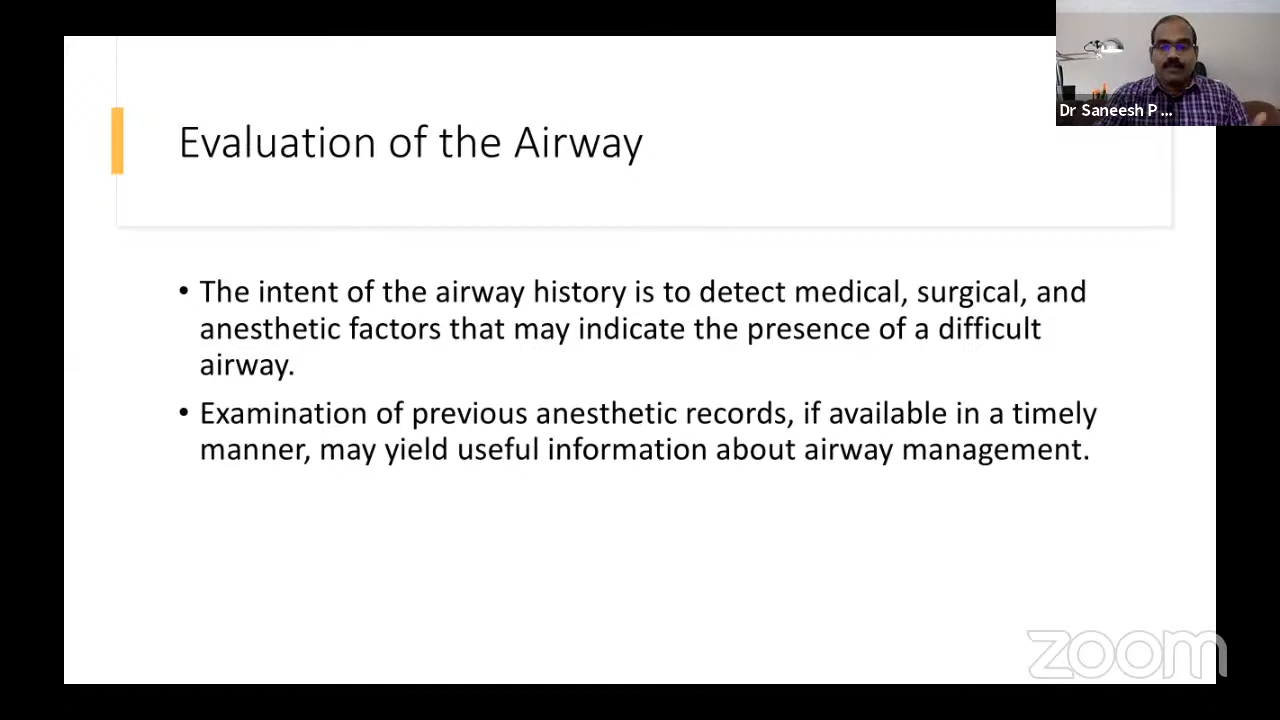 Dr Saneesh P ...
Evaluation of the Airway
• The intent of the airway history is to detect medical, surgical, and
anesthetic factors that may indicate the presence of a difficult
airway.
• Examination of previous anesthetic records, if available in a timely
manner, may yield useful information about airway management.
zoom